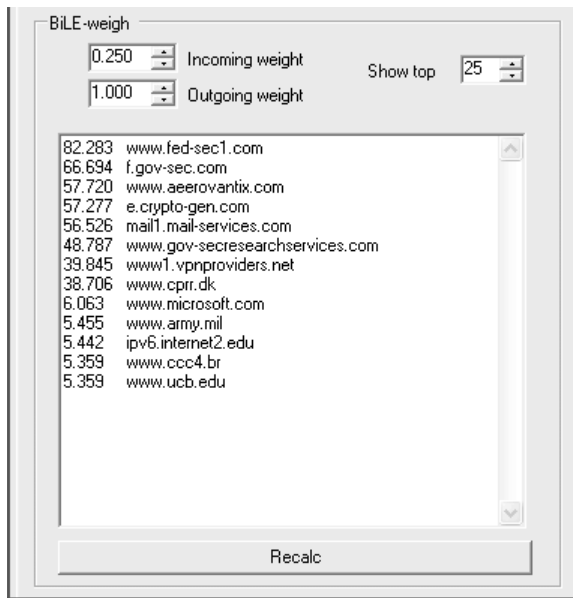 BiLE-weigh
0.250 Incoming weight
Show top 25
1.000 Outgoing weight
82.283 www.fed-sec1.com
66.694 f.gov-sec.com
57.720 www.aeerovantix.com
57.277 e.crypto-gen.com
56.526 mail1.mail-services.com
48.787 www.gov-secresearchservices.com
39.845 www1.vpnproviders.net
38.706 www.cprr.dk
6.063 www.microsoft.com
5.455 www.army.mil
5.442 ipv6.internet2.edu
5.359 www.ccc4.br
5.359 www.ucb.edu
Recalc